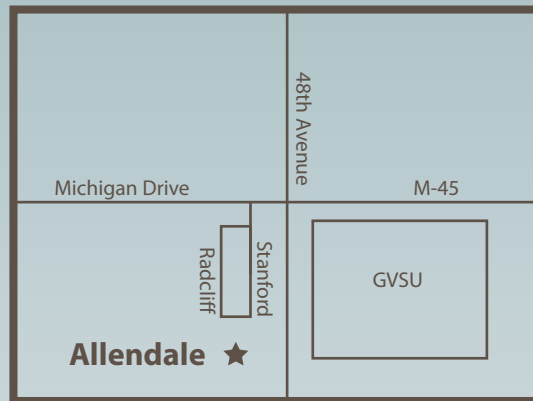 48th Avenue
Michigan Drive
M-45
Radcliff
Stanford
GVSU
Allendale